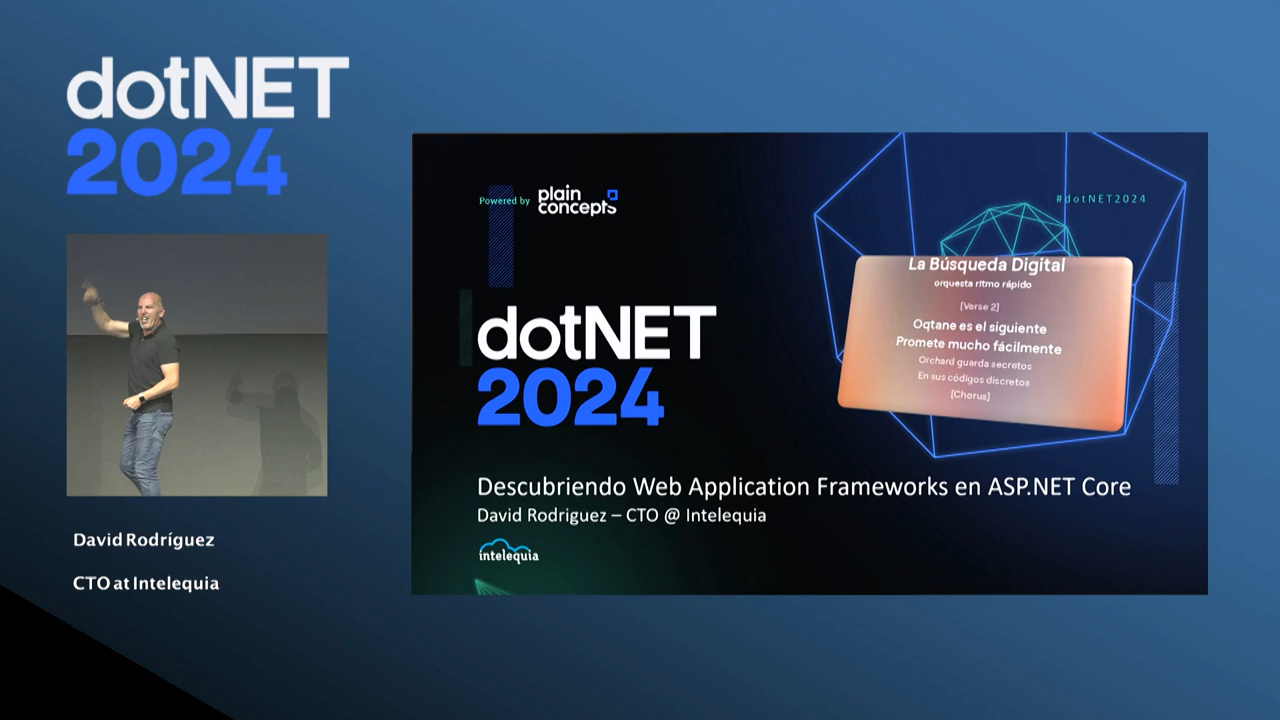 dotNET
2024
David Rodríguez
CTO at Intelequia
Powered by
plain
concepts
#dotNET2024
La Búsqueda Digital
orquesta ritmo rápido
[Verse 2]
Oqtane es el siguiente
Promete mucho fácilmente
Orchard guarda secretos
En sus códigos discretos
[Chorus]
dotNET
2024
Descubriendo Web Application Frameworks en ASP.NET Core
David Rodriguez – CTO @ Intelequia
intelequia